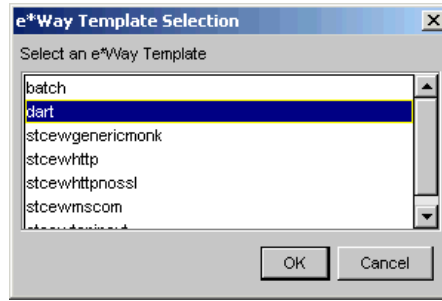 e*Way Template Selection
Select an e*Way Template
batch
dart
stcewgenericmonk
stcewhttp
stcewhttpnossl
stcewmscom
OK Cancel